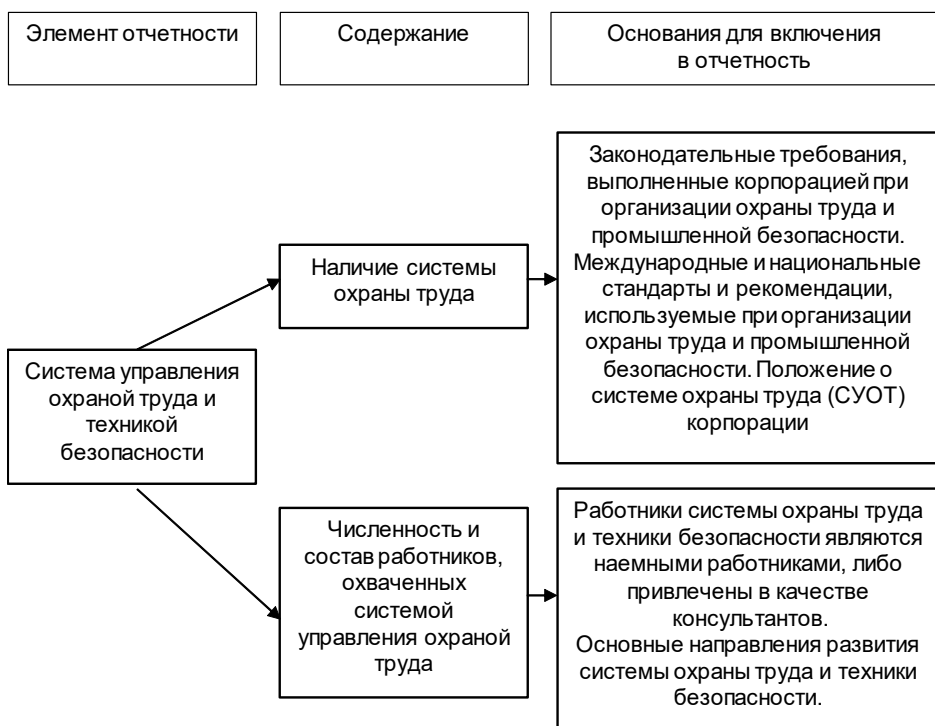 Элемент отчетности
Содержание
Основания для включения
в отчетность
Система управления
охраной труда и
техникой
безопасности
Наличие системы
охраны труда
Законодательные требования,
выполненные корпорацией при
организации охраны труда и
промышленной безопасности.
Международные и национальные
стандарты и рекомендации,
используемые при организации
охраны труда и промышленной
безопасности. Положение о
системе охраны труда (СУОТ)
корпорации
Численность и
состав работников,
охваченных
системой
управления охраной
труда
Работники системы охраны труда
и техники безопасности являются
наемными работниками, либо
привлечены в качестве
консультантов.
Основные направления развития
системы охраны труда и техники
безопасности.